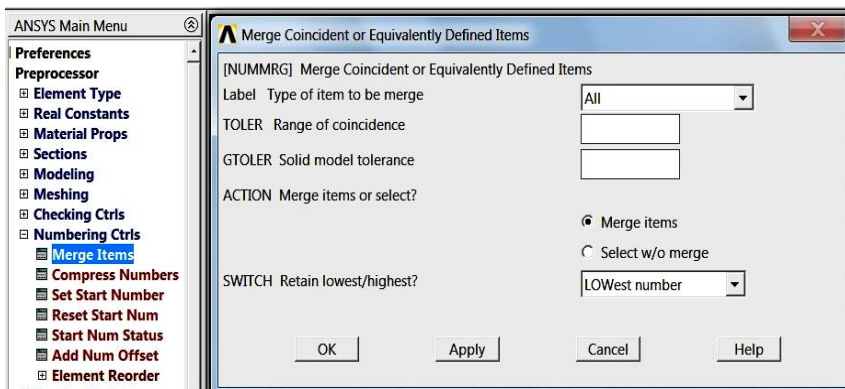 ANSYS Main Menu
Preferences
Preprocessor
Element Type
Real Constants
Material Props
Sections
Modeling
Meshing
Checking Ctrls
Numbering Ctrls
Merge Items
Compress Numbers
Set Start Number
Reset Start Num
Start Num Status
Add Num Offset
Element Reorder
Merge Coincident or Equivalently Defined Items
[NUMMRG] Merge Coincident or Equivalently Defined Items
Label Type of item to be merge
All
TOLER Range of coincidence
GTOLER Solid model tolerance
ACTION Merge items or select?
Merge items
Select w/o merge
SWITCH Retain lowest/highest?
LOWest number
OK Apply Cancel Help